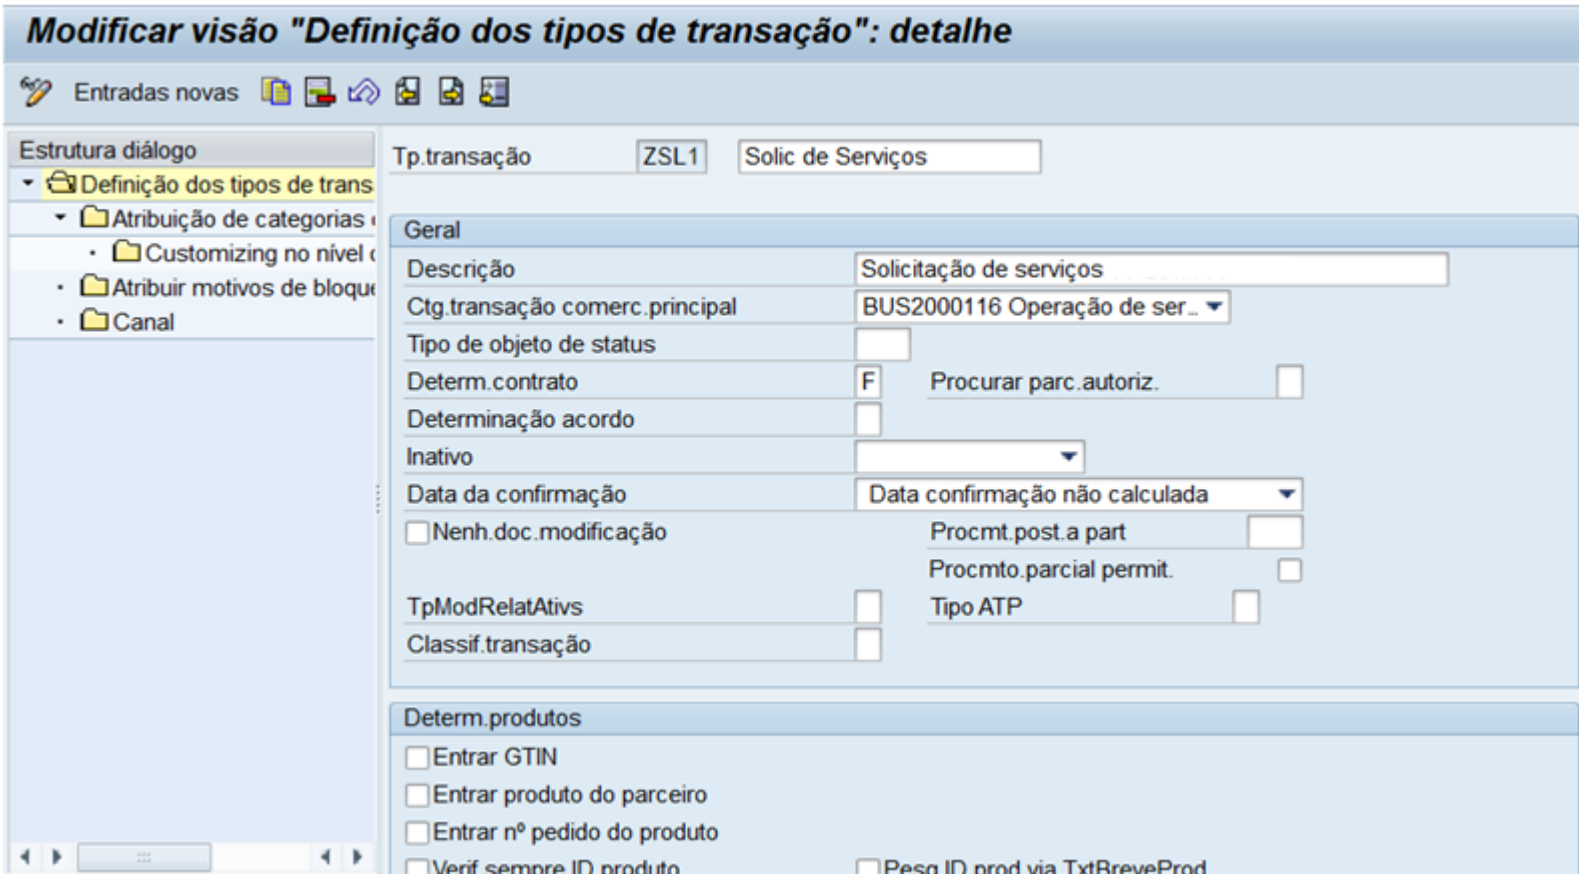 Modificar visão "Definição dos tipos de transação": detalhe
Entradas novas
Estrutura diálogo
Definição dos tipos de trans
Atribuição de categorias
Customizing no nível
Atribuir motivos de bloque
Canal
Tp.transação ZSL1 Solic de Serviços
Geral
Descrição Solicitação de serviços
Ctg.transação comerc.principal BUS2000116 Operação de ser...
Tipo de objeto de status
Determ.contrato F Procurar parc.autoriz.
Determinação acordo
Inativo
Data da confirmação Data confirmação não calculada
Nenh.doc.modificação Procmt.post.a part
Procmto.parcial permit.
TpModRelatAtivs Tipo ATP
Classif.transação
Determ.produtos
Entrar GTIN
Entrar produto do parceiro
Entrar nº pedido do produto
Verif.sempre ID produto Pesq.ID prod.via TxtBreveProd